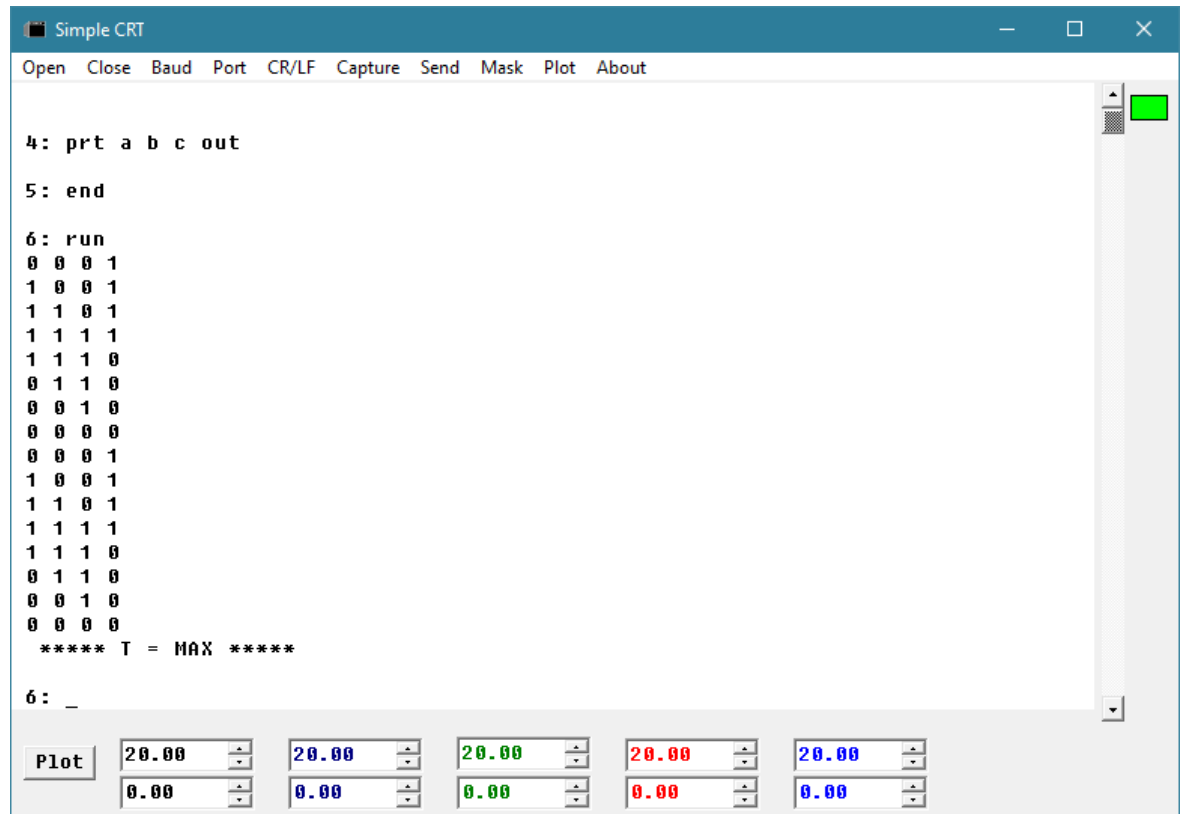 Simple CRT
Open Close Baud Port CR/LF Capture Send Mask Plot About
4: prt a b c out
5: end
6: run
0 0 0 1
1 0 0 1
1 1 0 1
1 1 1 1
1 1 1 0
0 1 1 0
0 0 1 0
0 0 0 0
0 0 0 1
1 0 0 1
1 1 0 1
1 1 1 1
1 1 1 0
0 1 1 0
0 0 1 0
0 0 0 0
***** T = MAX *****
6: _
Plot 20.00 20.00 20.00 20.00 20.00
0.00 0.00 0.00 0.00 0.00